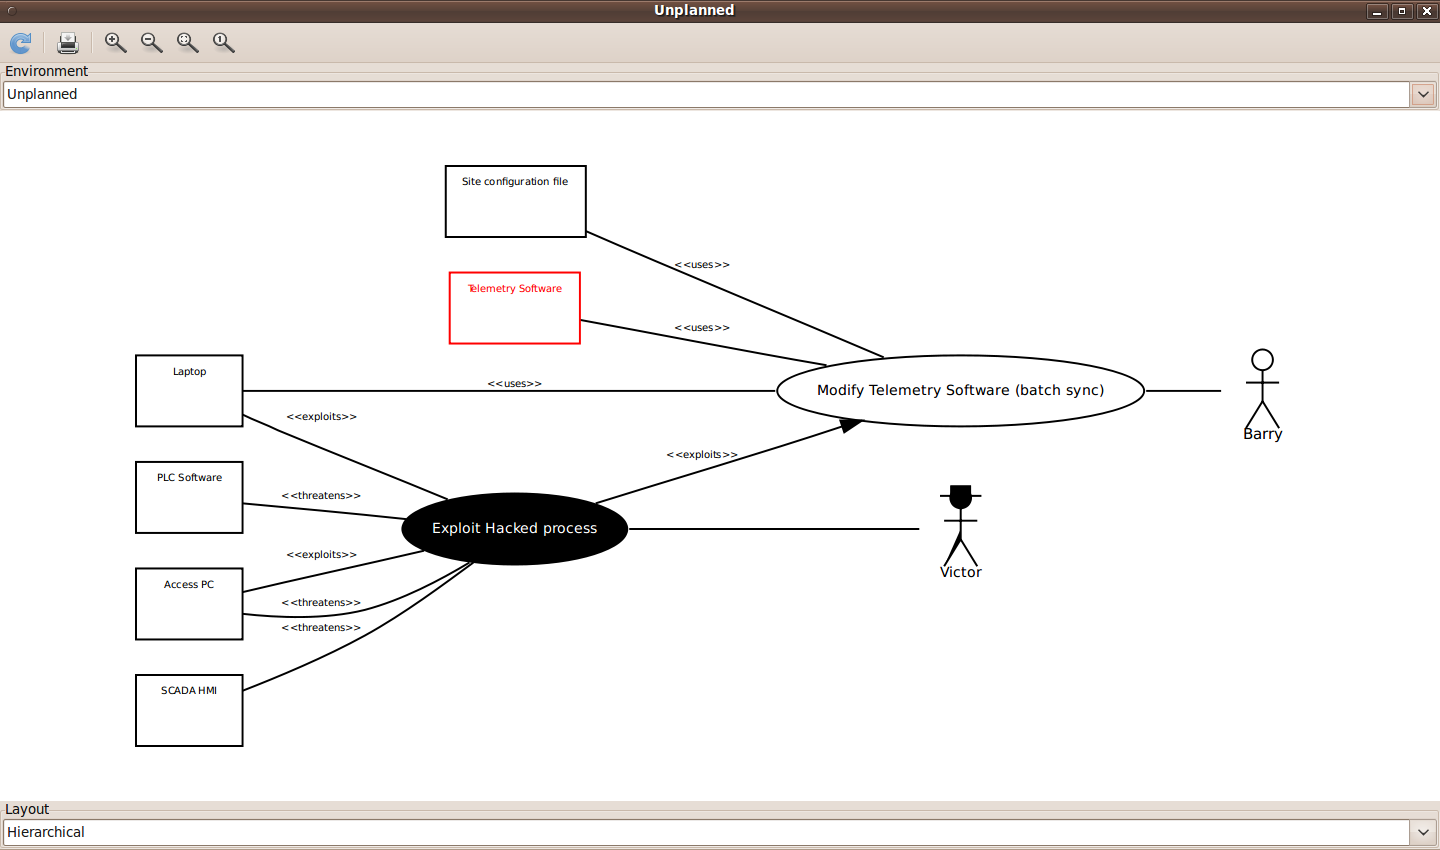 Unplanned
Environment
Unplanned
Site configuration file
<<uses>>
Telemetry Software
<<uses>>
Laptop
<<uses>>
Modify Telemetry Software (batch sync)
Barry
<<exploits>>
<<exploits>>
PLC Software
<<threatens>>
Exploit Hacked process
Victor
<<exploits>>
Access PC
<<threatens>>
<<threatens>>
SCADA HMI
Layout
Hierarchical